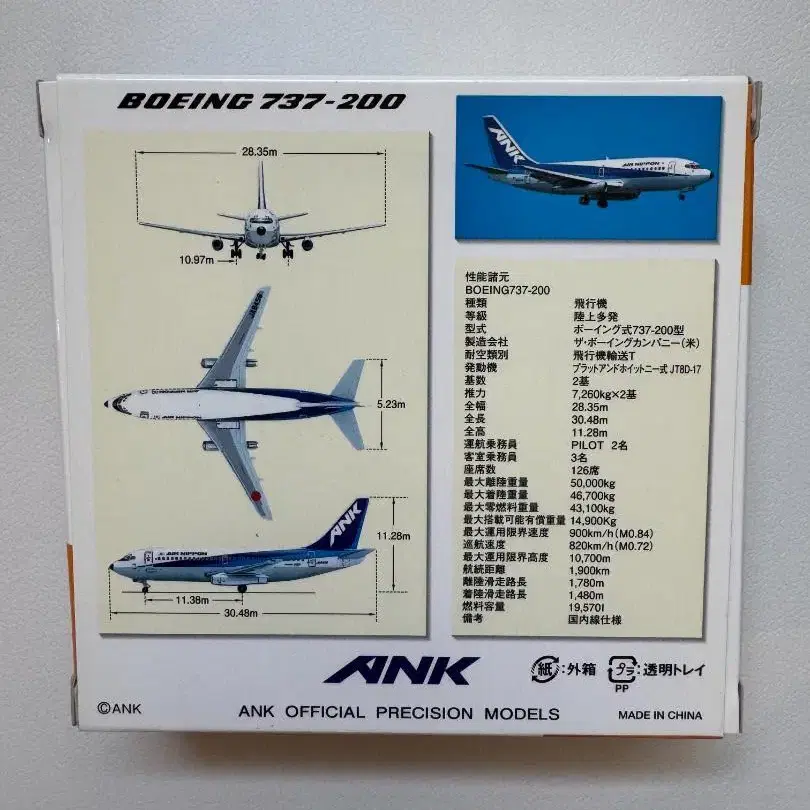 BOEING 737-200
28.35m
10.97m
5.23m
ANK
AIR NIPPON
11.28m
11.38m
30.48m
ANK
AIR NIPPON
性能諸元
BOEING737-200
種類 飛行機
等級 陸上多発
型式 ボーイング式737-200型
製造会社 ザ・ボーイングカンパニー(米)
耐空類別 飛行機輸送T
発動機 プラットアンドホイットニー式 JT8D-17
基数 2基
推力 7,260kg×2基
全幅 28.35m
全長 30.48m
全高 11.28m
運航乗務員 PILOT 2名
客室乗務員 3名
座席数 126席
最大離陸重量 50,000kg
最大着陸重量 46,700kg
最大零燃料重量 43,100kg
最大搭載可能有償重量 14,900Kg
最大運用限界速度 900km/h(M0.84)
巡航速度 820km/h(M0.72)
最大運用限界高度 10,700m
航続距離 1,900km
離陸滑走路長 1,780m
着陸滑走路長 1,480m
燃料容量 19,570l
備考 国内線仕様
ANK
紙:外箱 プラ:透明トレイ
PP
©ANK
ANK OFFICIAL PRECISION MODELS
MADE IN CHINA